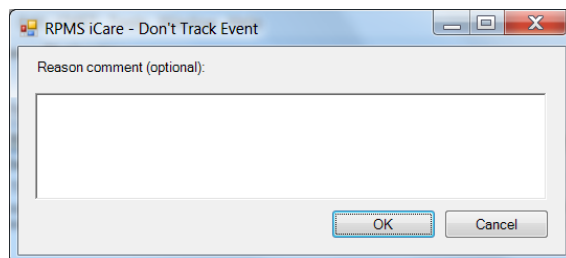 RPMS iCare - Don't Track Event
Reason comment (optional):
OK
Cancel